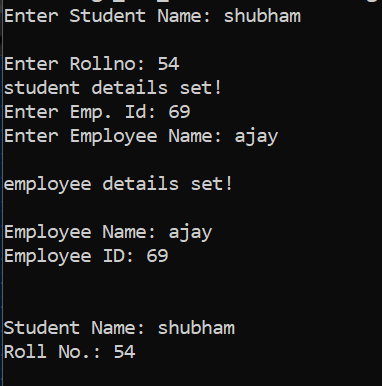 Enter Student Name: shubham
Enter Rollno: 54
student details set!
Enter Emp. Id: 69
Enter Employee Name: ajay
employee details set!
Employee Name: ajay
Employee ID: 69
Student Name: shubham
Roll No.: 54